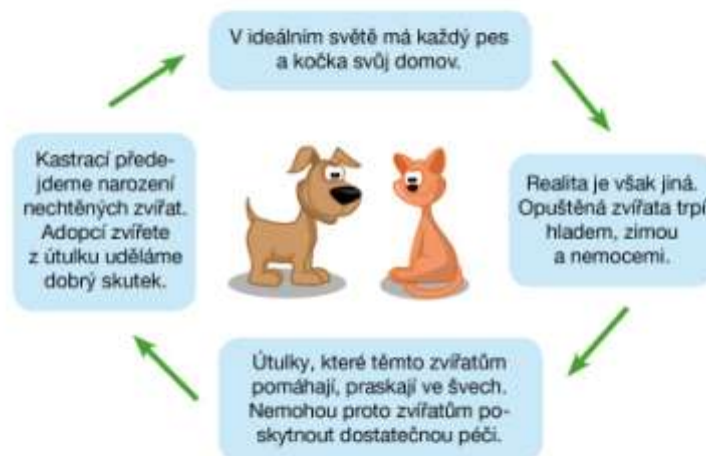 V ideálním světě má každý pes
a kočka svůj domov.
Realita je však jiná.
Opuštěná zvířata trpí
hladem, zimou
a nemocemi.
Útulky, které těmto zvířatům
pomáhají, praskají ve švech.
Nemohou proto zvířatům po-
skytnout dostatečnou péči.
Kastrací přede-
jdeme narození
nechtěných zvířat.
Adopcí zvířete
z útulku uděláme
dobrý skutek.